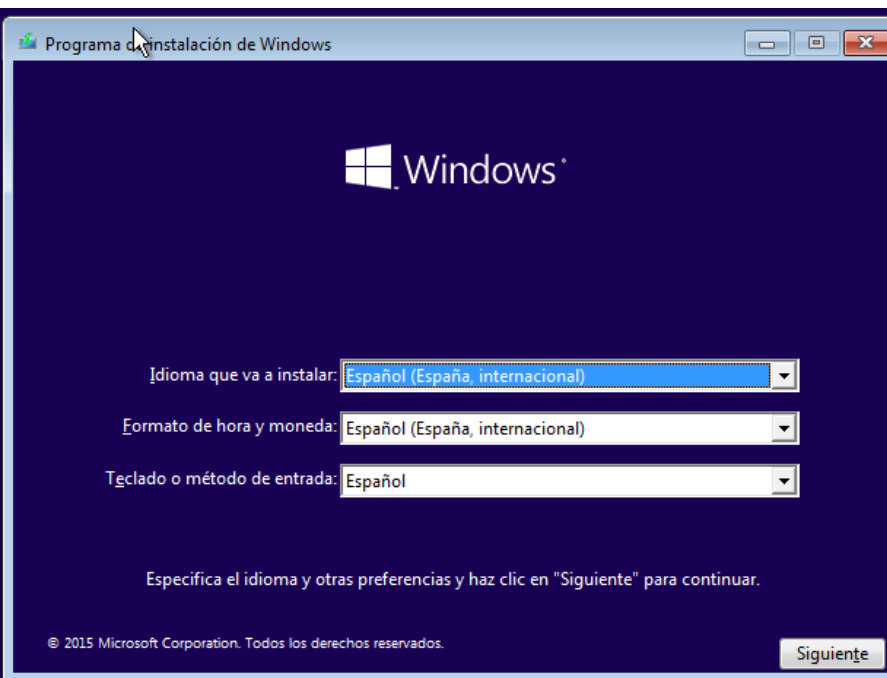 Programa de instalación de Windows
Windows
Idioma que va a instalar: Español (España, internacional)
Formato de hora y moneda: Español (España, internacional)
Teclado o método de entrada: Español
Especifica el idioma y otras preferencias y haz clic en "Siguiente" para continuar.
© 2015 Microsoft Corporation. Todos los derechos reservados.
Siguiente